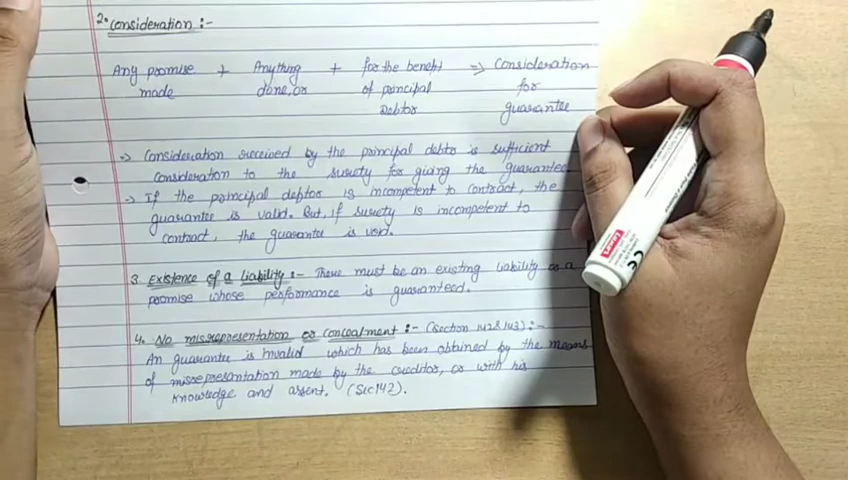 2. Consideration :-
Any promise + Anything + for the benefit => Consideration
made done, or of principal for
Debtor guarantee
-> Consideration received by the principal debtor is sufficient
consideration to the surety for giving the guarantee.
-> If the principal debtor is incompetent to contract, the
guarantee is valid. But, if surety is incompetent to
contract, the guarantee is void.
3. Existence of a liability :- There must be an existing liability or a
promise whose performance is guaranteed.
4. No misrepresentation or concealment :- (Section 142 & 143) :-
An guarantee is invalid which has been obtained by the means
of misrepresantation made by the creditor, or with his
knowledge and assent. (Sec 142).
Luxor